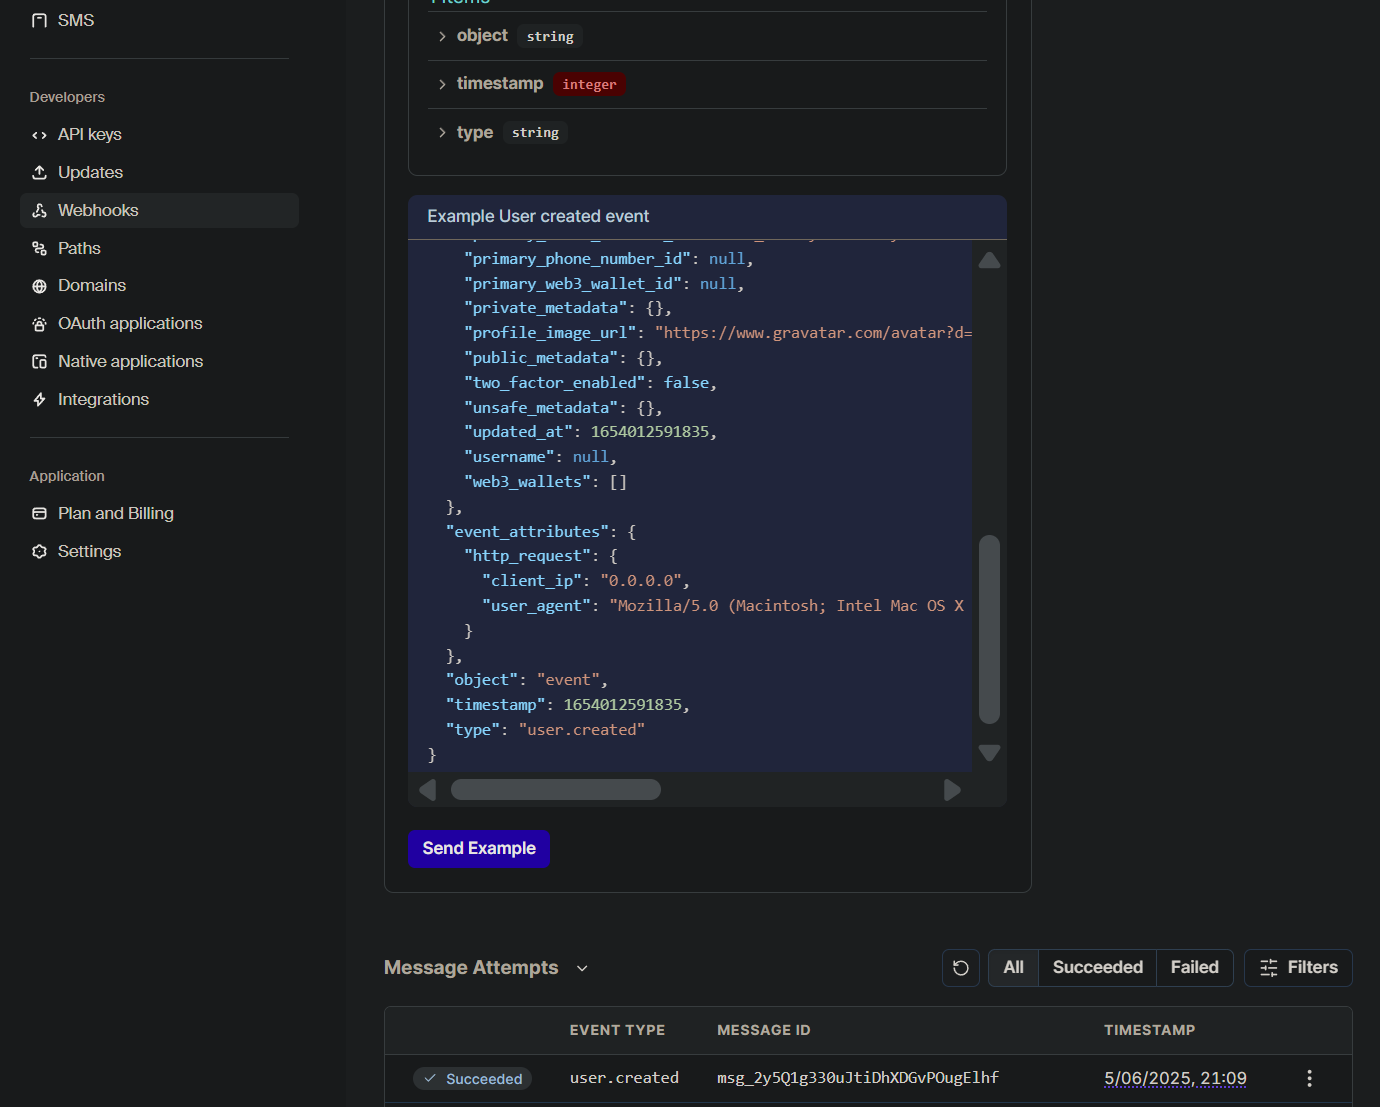 SMS
Developers
API keys
Updates
Webhooks
Paths
Domains
OAuth applications
Native applications
Integrations
Application
Plan and Billing
Settings
object string
timestamp integer
type string
Example User created event
"primary_phone_number_id": null,
"primary_web3_wallet_id": null,
"private_metadata": {},
"profile_image_url": "https://www.gravatar.com/avatar?d=
"public_metadata": {},
"two_factor_enabled": false,
"unsafe_metadata": {},
"updated_at": 1654012591835,
"username": null,
"web3_wallets": []
},
"event_attributes": {
"http_request": {
"client_ip": "0.0.0.0",
"user_agent": "Mozilla/5.0 (Macintosh; Intel Mac OS X
}
},
"object": "event",
"timestamp": 1654012591835,
"type": "user.created"
}
Send Example
Message Attempts
All Succeeded Failed Filters
EVENT TYPE MESSAGE ID TIMESTAMP
Succeeded user.created msg_2y5Q1g330uJtiDhXDGvPOugElhf 5/06/2025, 21:09